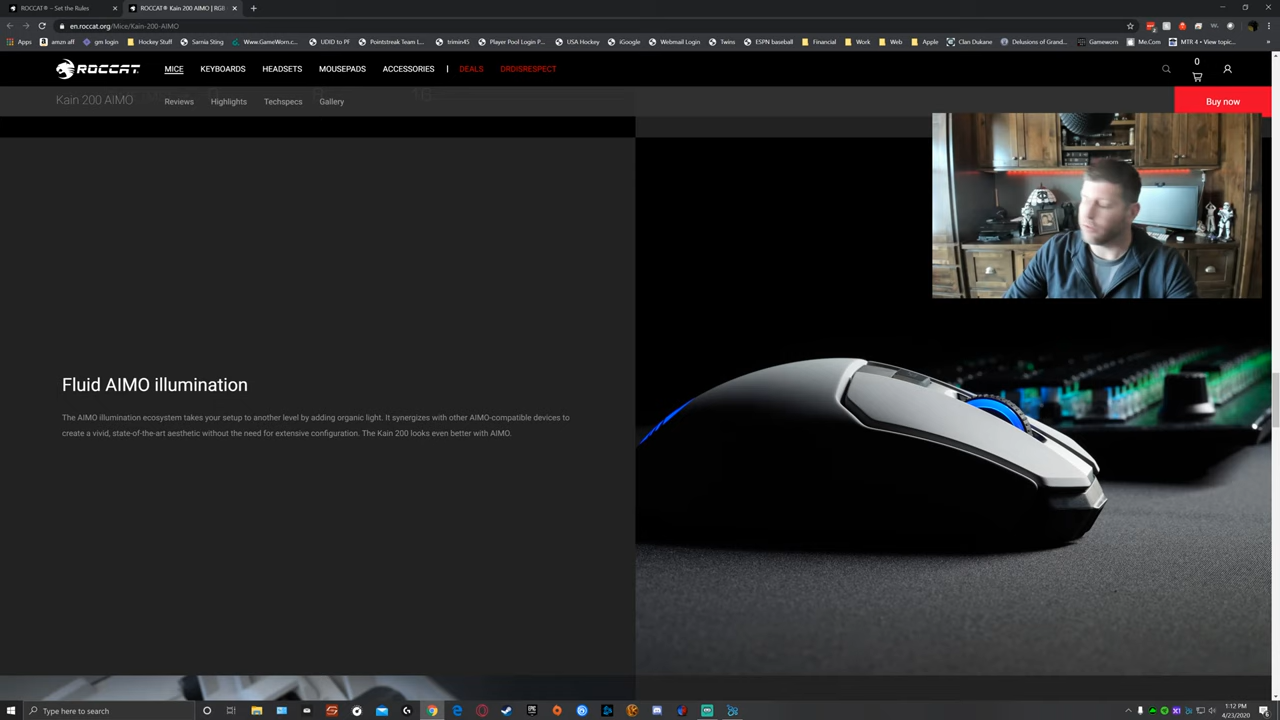 ROCCAT® – Set the Rules
ROCCAT® Kain 200 AIMO | RGB
en.roccat.org/Mice/Kain-200-AIMO
Apps
amzn aff
gm login
Hockey Stuff
Sarnia Sting
Www.GameWorn.c...
UDID to PF
Pointstreak Team L...
trimin45
Player Pool Login P...
USA Hockey
iGoogle
Webmail Login
Twins
ESPN baseball
Financial
Work
Web
Apple
Clan Dukane
Delusions of Grand...
Gameworn
Me.Com
MTR 4 • View topic...
ROCCAT
MICE
KEYBOARDS
HEADSETS
MOUSEPADS
ACCESSORIES
DEALS
DRDISRESPECT
0
Kain 200 AIMO
Reviews
Highlights
Techspecs
Gallery
Buy now
Fluid AIMO illumination
The AIMO illumination ecosystem takes your setup to another level by adding organic light. It synergizes with other AIMO-compatible devices to
create a vivid, state-of-the-art aesthetic without the need for extensive configuration. The Kain 200 looks even better with AIMO.
Type here to search
1:12 PM
4/23/2020